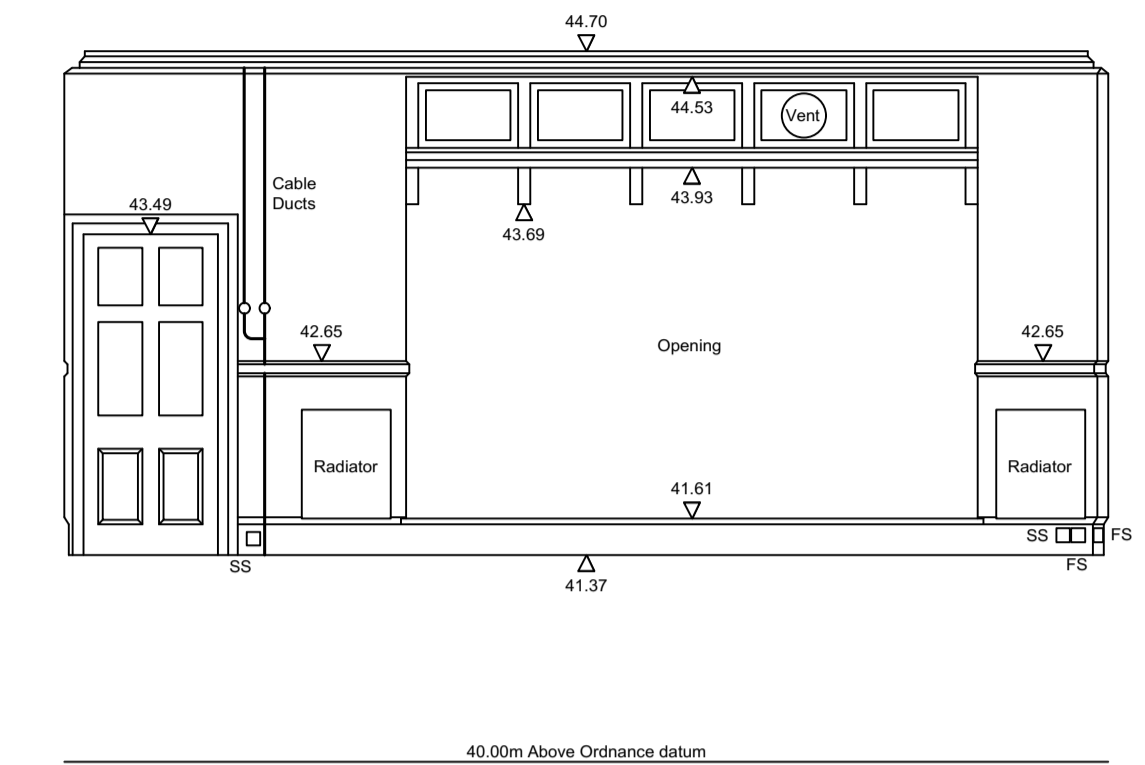 44.70
44.53
Vent
Cable
Ducts
43.93
43.49
43.69
42.65
42.65
Opening
Radiator
Radiator
41.61
SS
FS
SS
FS
41.37
40.00m Above Ordnance datum